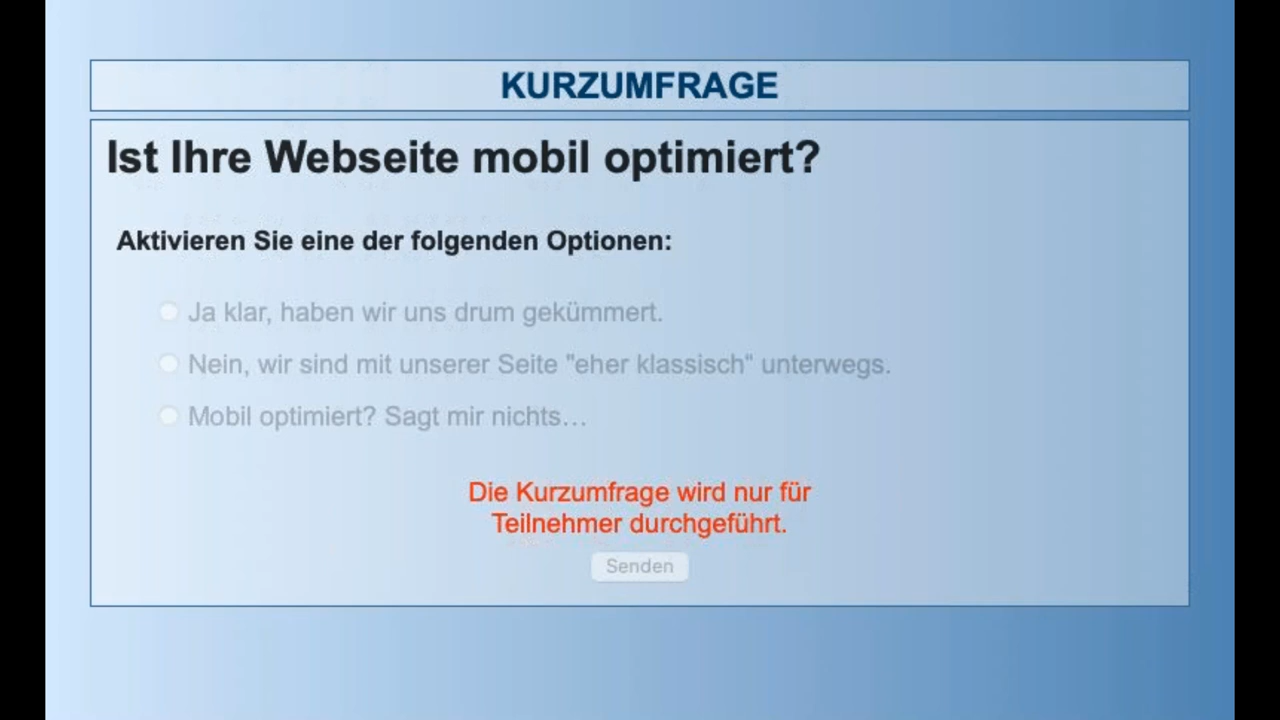 KURZUMFRAGE
Ist Ihre Webseite mobil optimiert?
Aktivieren Sie eine der folgenden Optionen:
Ja klar, haben wir uns drum gekümmert.
Nein, wir sind mit unserer Seite "eher klassisch“ unterwegs.
Mobil optimiert? Sagt mir nichts…
Die Kurzumfrage wird nur für
Teilnehmer durchgeführt.
Senden